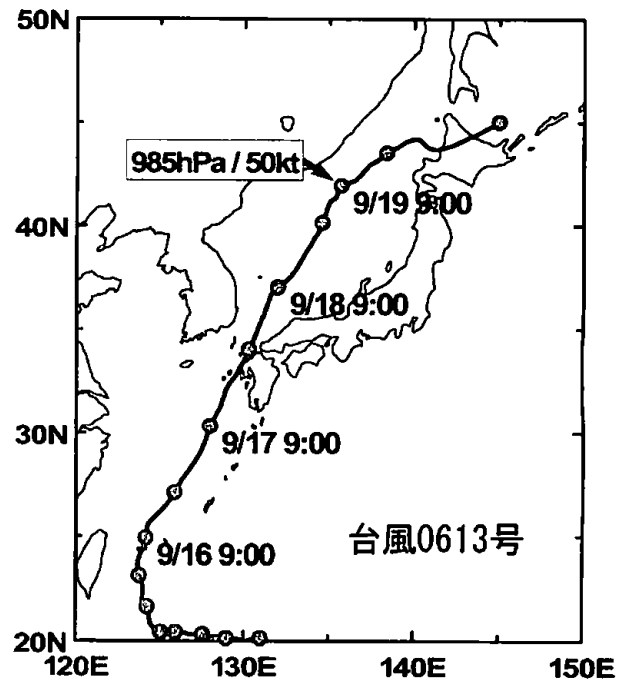 50N
985hPa / 50kt
9/19 9:00
40N
9/18 9:00
30N
9/17 9:00
9/16 9:00
台風0613号
20N
120E
130E
140E
150E